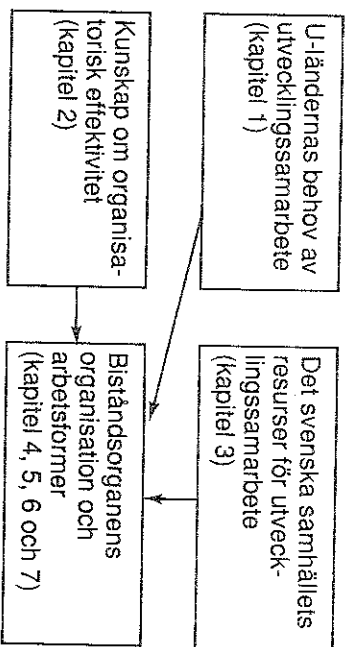 U-ländernas behov av
utvecklingssamarbete
(kapitel 1)
Det svenska samhällets
resurser för utveck-
lingssamarbete
(kapitel 3)
Kunskap om organisa-
torisk effektivitet
(kapitel 2)
Biståndsorganens
organisation och
arbetsformer
(kapitel 4, 5, 6 och 7)